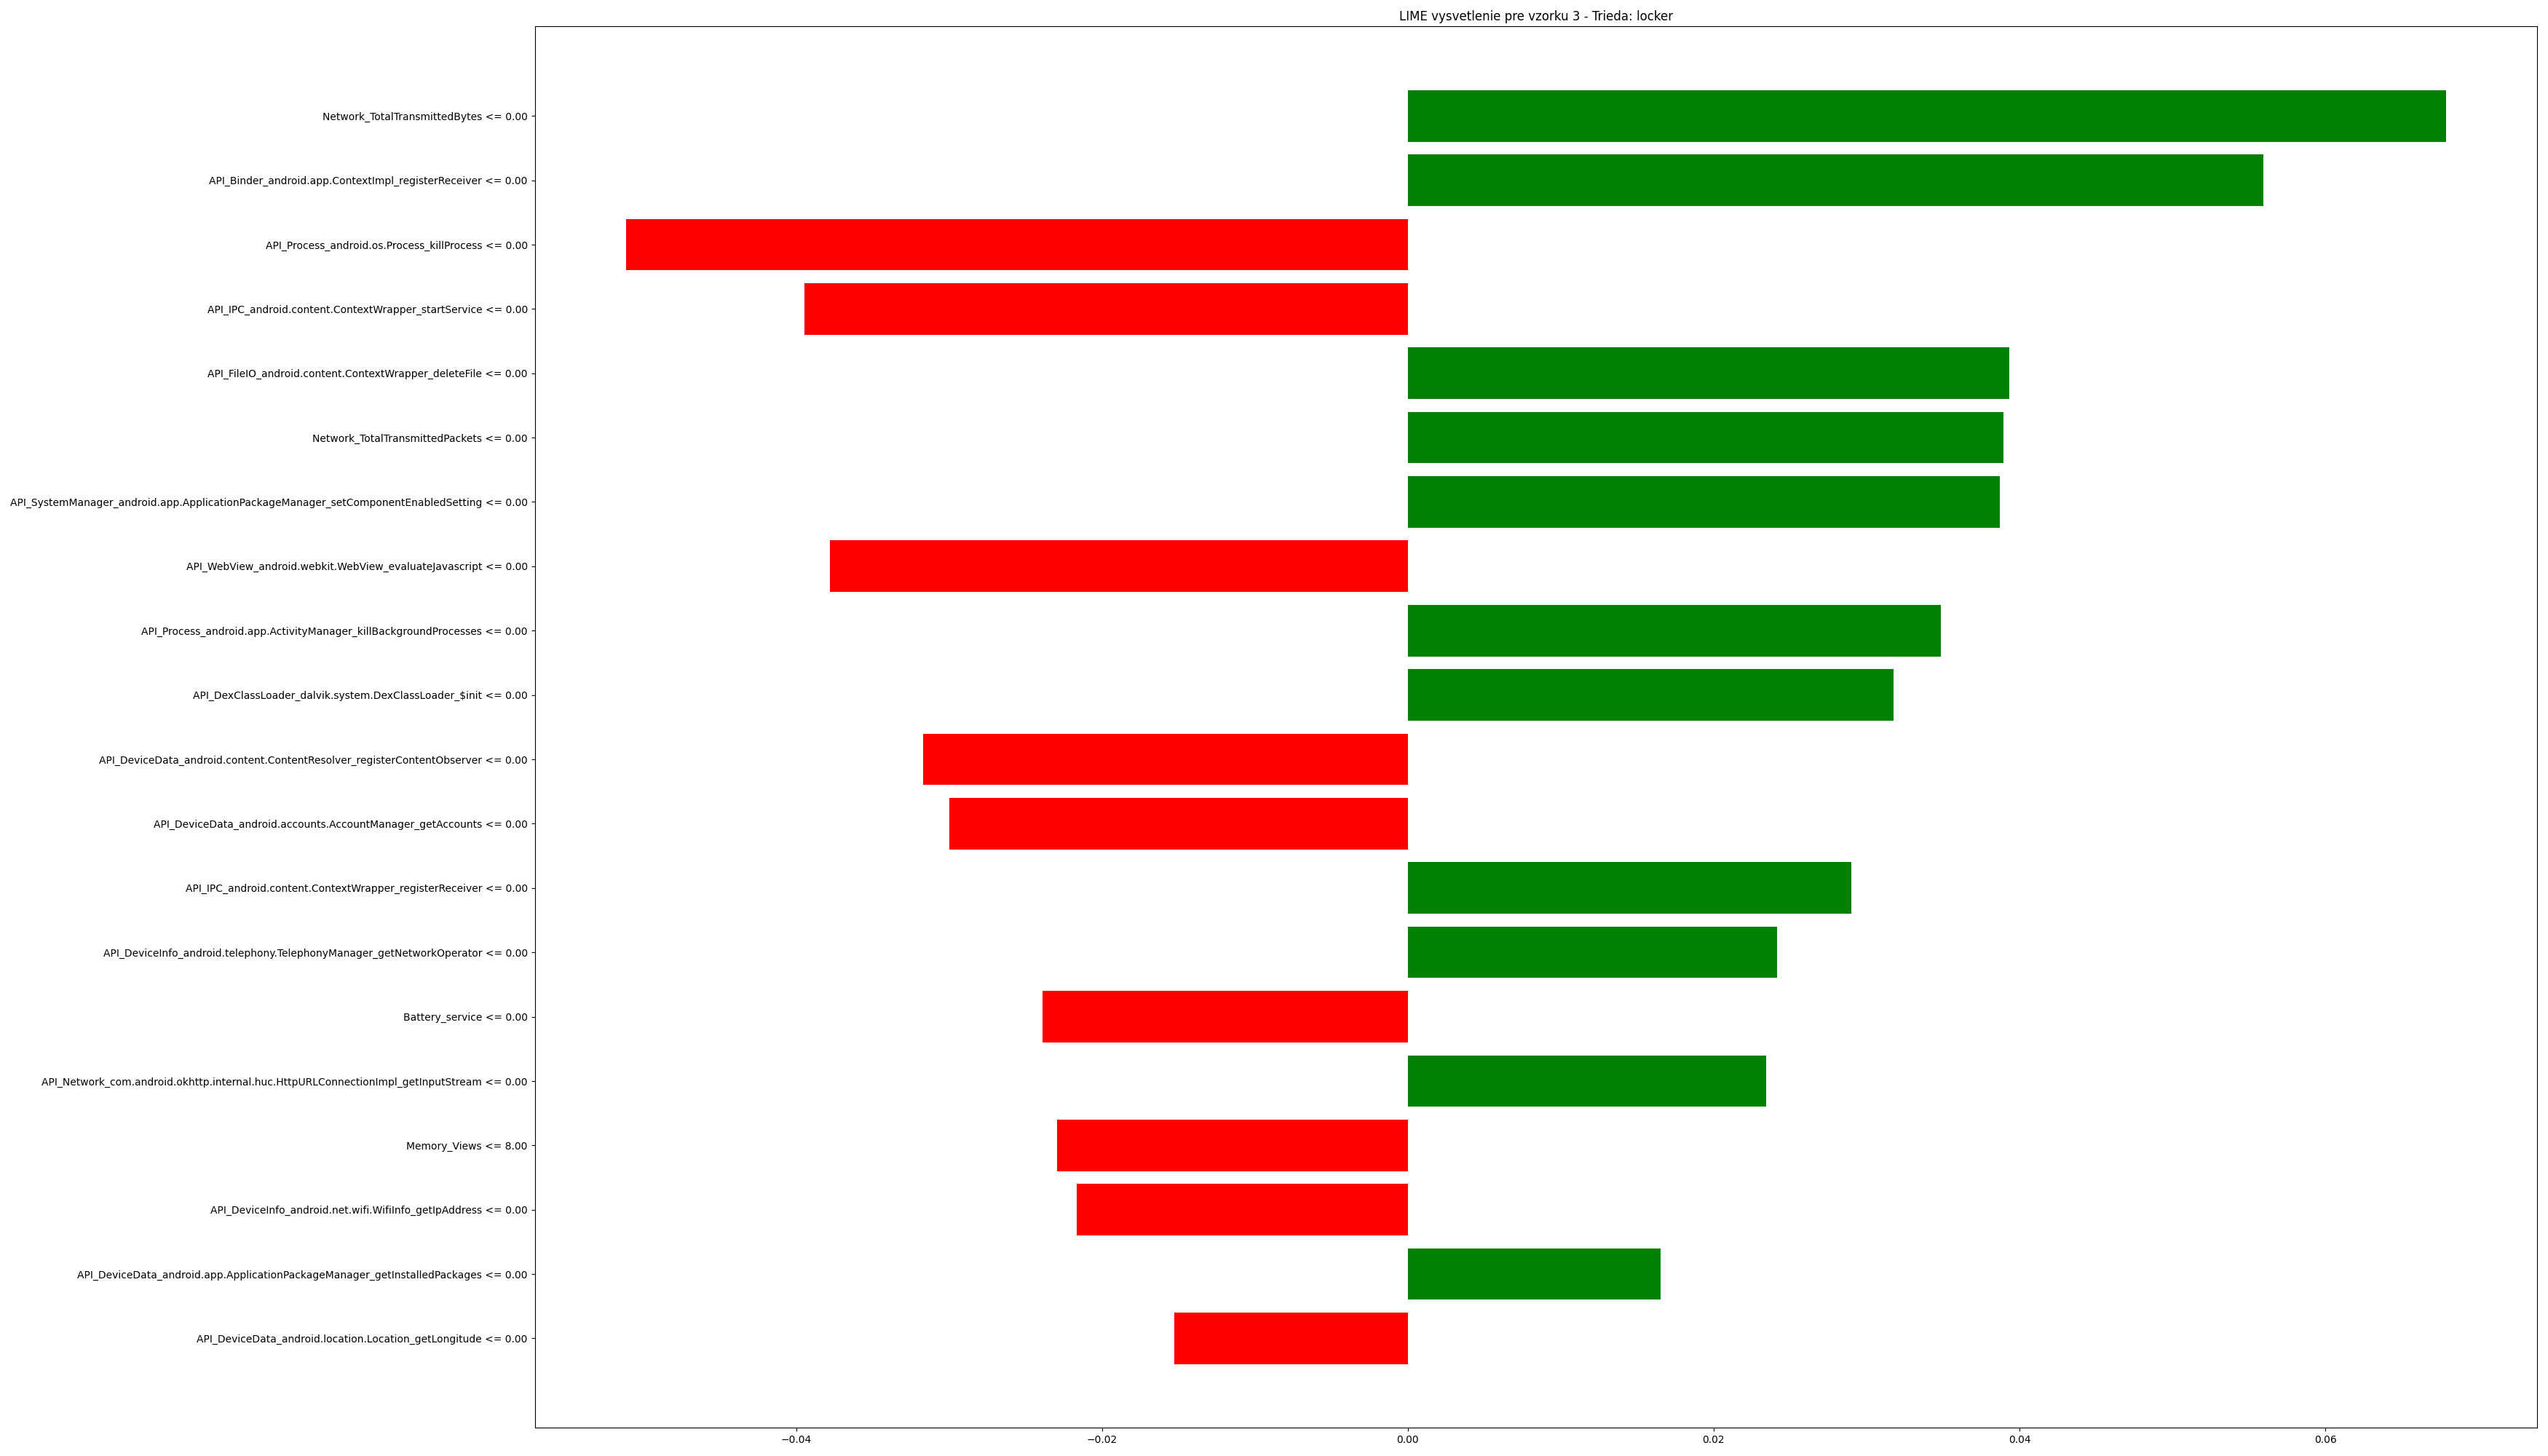 LIME vysvetlenie pre vzorku 3 - Trieda: locker
Network_TotalTransmittedBytes <= 0.00
API_Binder_android.app.ContextImpl_registerReceiver <= 0.00
API_Process_android.os.Process_killProcess <= 0.00
API_IPC_android.content.ContextWrapper_startService <= 0.00
API_FileIO_android.content.ContextWrapper_deleteFile <= 0.00
Network_TotalTransmittedPackets <= 0.00
API_SystemManager_android.app.ApplicationPackageManager_setComponentEnabledSetting <= 0.00
API_WebView_android.webkit.WebView_evaluateJavascript <= 0.00
API_Process_android.app.ActivityManager_killBackgroundProcesses <= 0.00
API_DexClassLoader_dalvik.system.DexClassLoader_$init <= 0.00
API_DeviceData_android.content.ContentResolver_registerContentObserver <= 0.00
API_DeviceData_android.accounts.AccountManager_getAccounts <= 0.00
API_IPC_android.content.ContextWrapper_registerReceiver <= 0.00
API_DeviceInfo_android.telephony.TelephonyManager_getNetworkOperator <= 0.00
Battery_service <= 0.00
API_Network_com.android.okhttp.internal.huc.HttpURLConnectionImpl_getInputStream <= 0.00
Memory_Views <= 8.00
API_DeviceInfo_android.net.wifi.WifiInfo_getIpAddress <= 0.00
API_DeviceData_android.app.ApplicationPackageManager_getInstalledPackages <= 0.00
API_DeviceData_android.location.Location_getLongitude <= 0.00
−0.04 −0.02 0.00 0.02 0.04 0.06